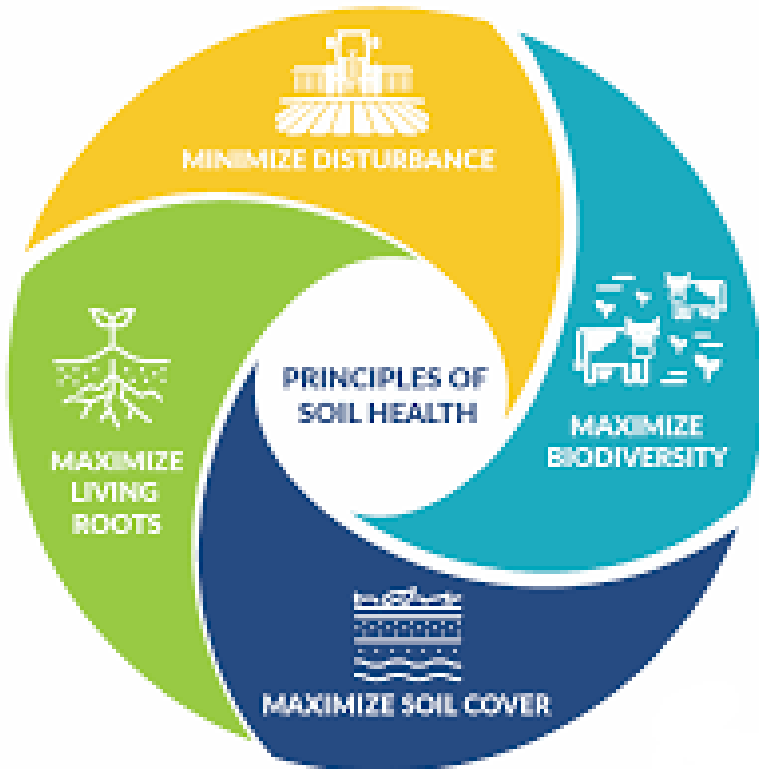 MINIMIZE DISTURBANCE
PRINCIPLES OF
SOIL HEALTH
MAXIMIZE
BIODIVERSITY
MAXIMIZE
LIVING
ROOTS
MAXIMIZE SOIL COVER